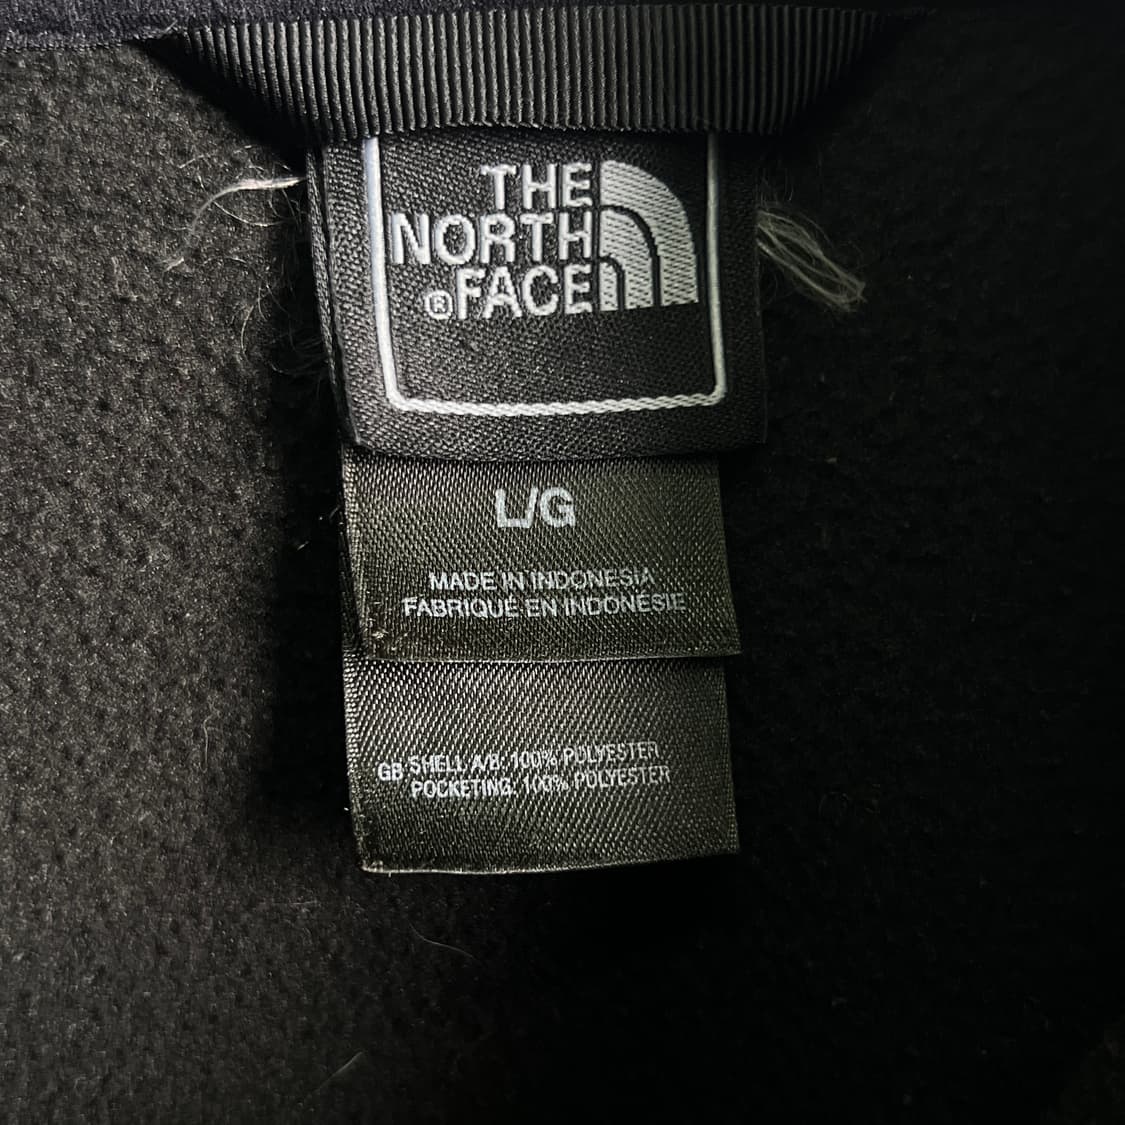 THE
NORTH
®FACE
L/G
MADE IN INDONESIA
FABRIQUÉ EN INDONÉSIE
GB SHELL A/B: 100% POLYESTER
POCKETING: 100% POLYESTER